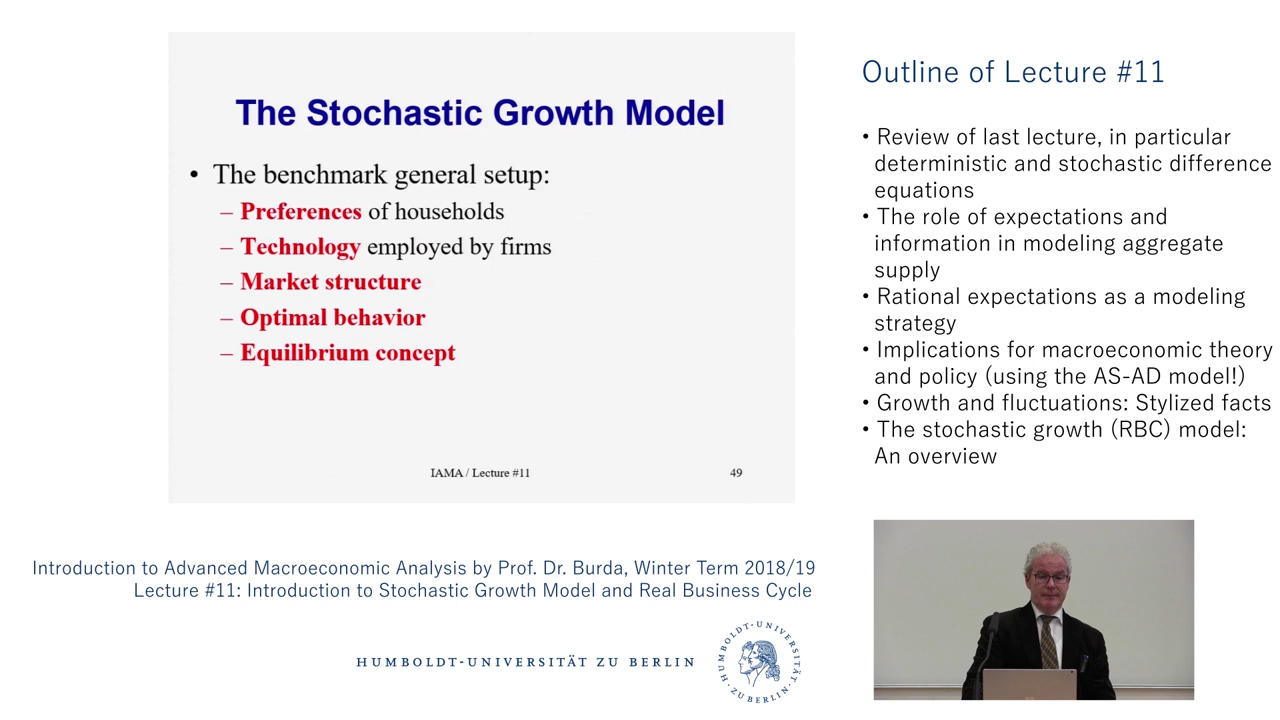 The Stochastic Growth Model
• The benchmark general setup:
– Preferences of households
– Technology employed by firms
– Market structure
– Optimal behavior
– Equilibrium concept
IAMA / Lecture #11
49
Outline of Lecture #11
• Review of last lecture, in particular
deterministic and stochastic difference
equations
• The role of expectations and
information in modeling aggregate
supply
• Rational expectations as a modeling
strategy
• Implications for macroeconomic theory
and policy (using the AS-AD model!)
• Growth and fluctuations: Stylized facts
• The stochastic growth (RBC) model:
An overview
Introduction to Advanced Macroeconomic Analysis by Prof. Dr. Burda, Winter Term 2018/19
Lecture #11: Introduction to Stochastic Growth Model and Real Business Cycle
HUMBOLDT-UNIVERSITÄT ZU BERLIN
HUMBOLDT-UNIVERSITÄT
ZU BERLIN